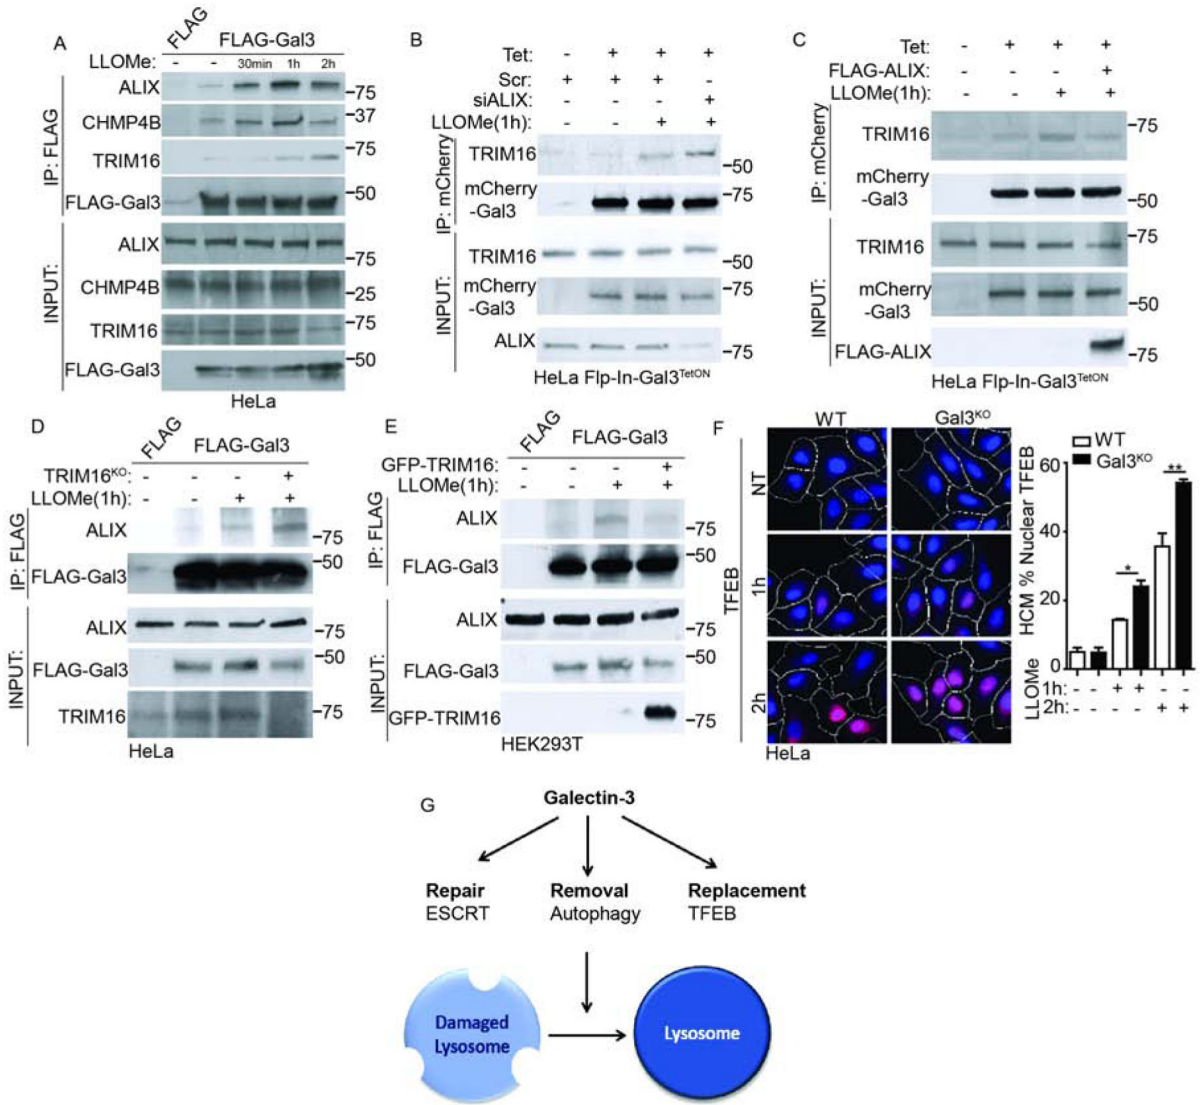 A
FLAG
FLAG-Gal3
LLOMe: - - 30min 1h 2h
IP: FLAG
ALIX -75
CHMP4B -37
TRIM16 -75
FLAG-Gal3 -50
INPUT:
ALIX -75
CHMP4B -25
TRIM16 -75
FLAG-Gal3 -50
HeLa
B
Tet: - + + +
Scr: + + + -
siALIX - - - +
LLOMe(1h): - - + +
IP: mCherry
TRIM16 -50
mCherry -75
-Gal3
INPUT:
TRIM16 -50
mCherry -75
-Gal3
ALIX -75
HeLa Flp-In-Gal3TetON
C
Tet: - + + +
FLAG-ALIX: - - - +
LLOMe(1h): - - + +
IP: mCherry
TRIM16 -75
mCherry -50
-Gal3
INPUT:
TRIM16 -75
mCherry -50
-Gal3
FLAG-ALIX -75
HeLa Flp-In-Gal3TetON
D
FLAG
FLAG-Gal3
TRIM16KO: - - - +
LLOMe(1h): - - + +
IP: FLAG
ALIX -75
FLAG-Gal3 -50
INPUT:
ALIX -75
FLAG-Gal3 -50
TRIM16 -75
HeLa
E
FLAG
FLAG-Gal3
GFP-TRIM16: - - - +
LLOMe(1h): - - + +
IP: FLAG
ALIX -75
FLAG-Gal3 -50
INPUT:
ALIX -75
FLAG-Gal3 -50
GFP-TRIM16 -75
HEK293T
F
WT Gal3KO
TFEB
NT
1h
2h
HeLa
WT
Gal3KO
HCM % Nuclear TFEB
60
40
20
0
* **
LLOMe
1h: - - + + - -
2h: - - - - + +
G
Galectin-3
Repair Removal Replacement
ESCRT Autophagy TFEB
Damaged
Lysosome
Lysosome